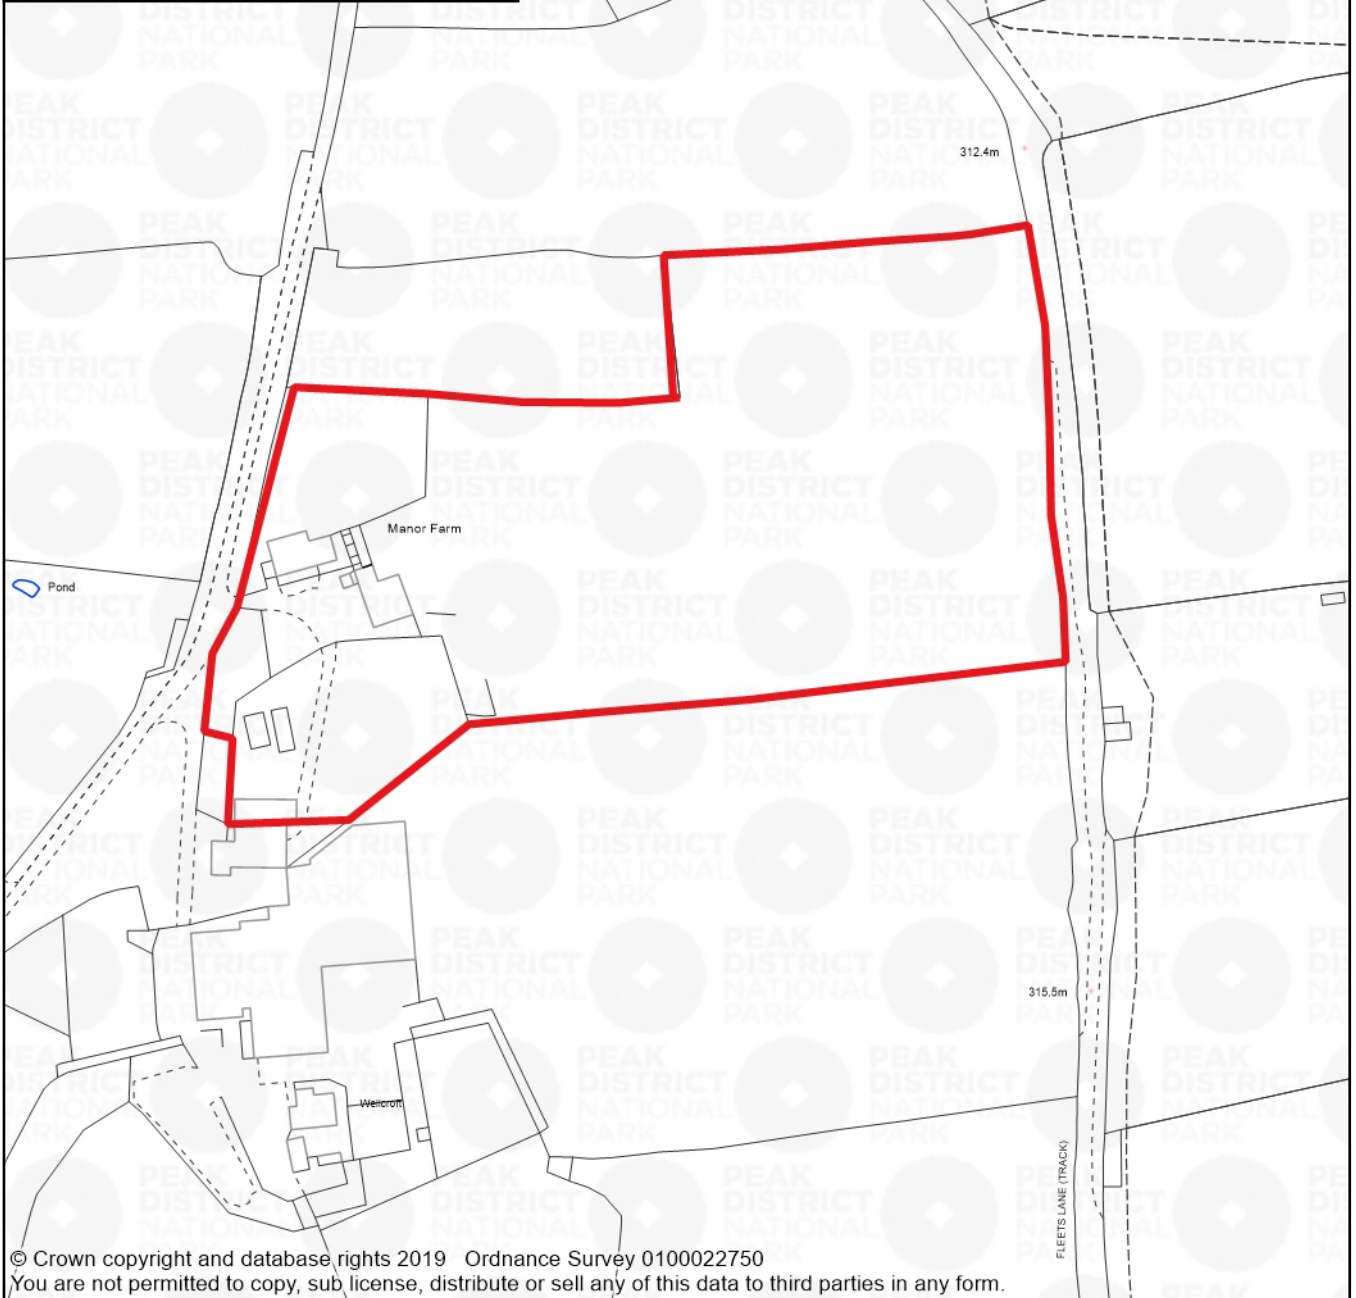 312.4m
Manor Farm
Pond
315.5m
Wellcroft
FLEETS LANE (TRACK)
© Crown copyright and database rights 2019 Ordnance Survey 0100022750
You are not permitted to copy, sub license, distribute or sell any of this data to third parties in any form.
PEAK
DISTRICT
NATIONAL
PARK